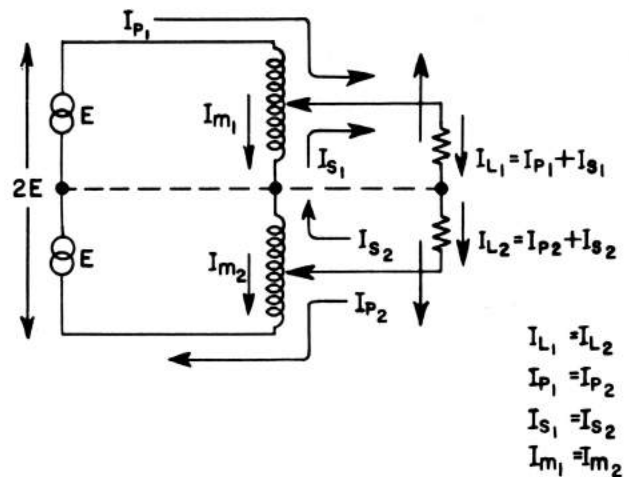 I_P₁
E
I_m₁
I_S₁
I_L₁ = I_P₁ + I_S₁
2E
E
I_m₂
I_S₂
I_L₂ = I_P₂ + I_S₂
I_P₂
I_L₁ = I_L₂
I_P₁ = I_P₂
I_S₁ = I_S₂
I_m₁ = I_m₂